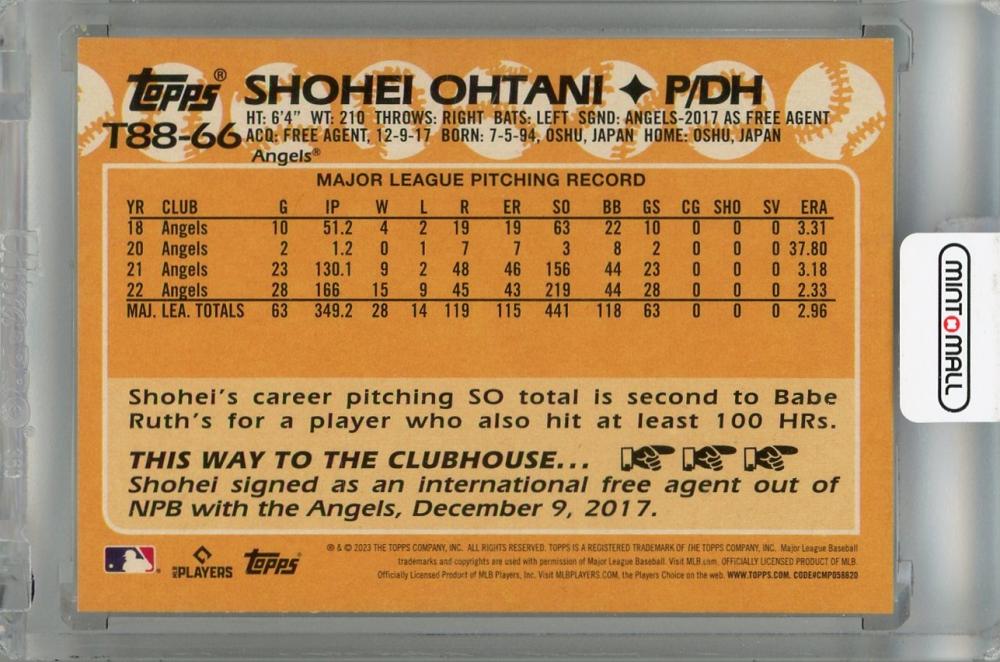 Topps® SHOHEI OHTANI ✦ P/DH
T88-66 HT: 6'4" WT: 210 THROWS: RIGHT BATS: LEFT SGND: ANGELS-2017 AS FREE AGENT
ACQ: FREE AGENT, 12-9-17 BORN: 7-5-94, OSHU, JAPAN HOME: OSHU, JAPAN
Angels®
MAJOR LEAGUE PITCHING RECORD
YR CLUB G IP W L R ER SO BB GS CG SHO SV ERA
18 Angels 10 51.2 4 2 19 19 63 22 10 0 0 0 3.31
20 Angels 2 1.2 0 1 7 7 3 8 2 0 0 0 37.80
21 Angels 23 130.1 9 2 48 46 156 44 23 0 0 0 3.18
22 Angels 28 166 15 9 45 43 219 44 28 0 0 0 2.33
MAJ. LEA. TOTALS 63 349.2 28 14 119 115 441 118 63 0 0 0 2.96
Shohei's career pitching SO total is second to Babe
Ruth's for a player who also hit at least 100 HRs.
THIS WAY TO THE CLUBHOUSE...
Shohei signed as an international free agent out of
NPB with the Angels, December 9, 2017.
MLB PLAYERS Topps
® & © 2023 THE TOPPS COMPANY, INC. ALL RIGHTS RESERVED. TOPPS IS A REGISTERED TRADEMARK OF THE TOPPS COMPANY, INC. Major League Baseball
trademarks and copyrights are used with permission of Major League Baseball. Visit MLB.com. OFFICIALLY LICENSED PRODUCT OF MLB.
Officially Licensed Product of MLB Players, Inc. Visit MLBPLAYERS.COM, the Players Choice on the web. WWW.TOPPS.COM. CODE#CMP058620
MINTMALL